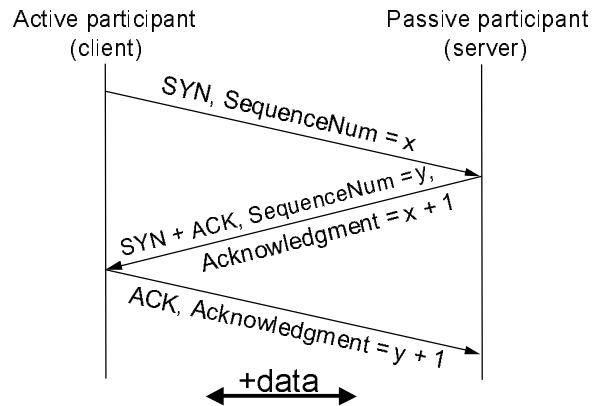 Active participant
(client)
Passive participant
(server)
SYN, SequenceNum = x
SYN + ACK, SequenceNum = y,
Acknowledgment = x + 1
ACK, Acknowledgment = y + 1
+data